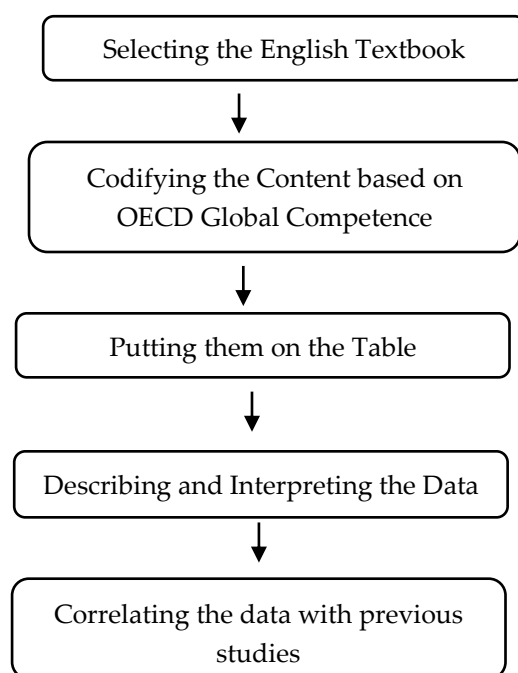 Selecting the English Textbook
Codifying the Content based on
OECD Global Competence
Putting them on the Table
Describing and Interpreting the Data
Correlating the data with previous
studies